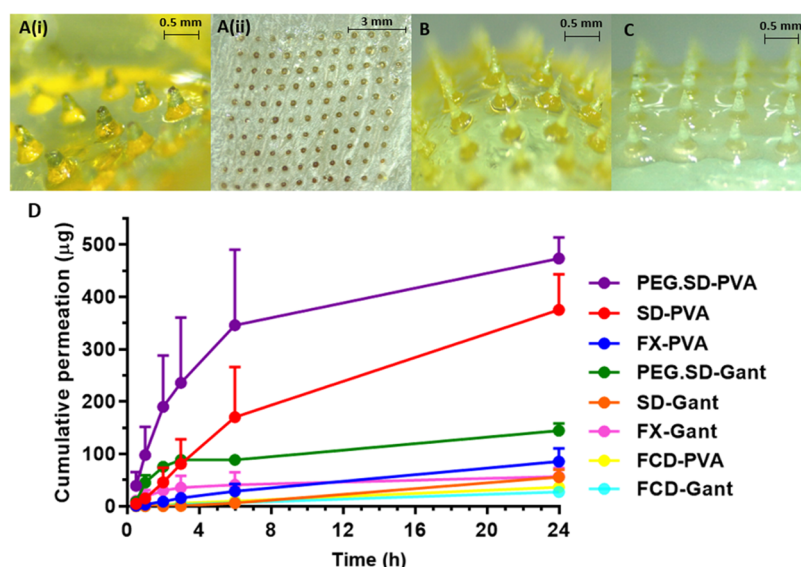 A(i)
0.5 mm
A(ii)
3 mm
B
0.5 mm
C
0.5 mm
D
Cumulative permeation (µg)
500
400
300
200
100
0
0
4
8
12
16
20
24
Time (h)
PEG.SD-PVA
SD-PVA
FX-PVA
PEG.SD-Gant
SD-Gant
FX-Gant
FCD-PVA
FCD-Gant